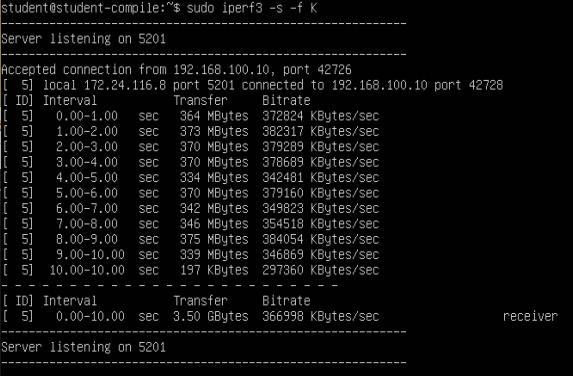 student@student-compile:~$ sudo iperf3 -s -f K
-----------------------------------------------------------
Server listening on 5201
-----------------------------------------------------------
Accepted connection from 192.168.100.10, port 42726
[  5] local 172.24.116.8 port 5201 connected to 192.168.100.10 port 42728
[ ID] Interval           Transfer     Bitrate
[  5]   0.00-1.00   sec   364 MBytes  372824 KBytes/sec
[  5]   1.00-2.00   sec   373 MBytes  382317 KBytes/sec
[  5]   2.00-3.00   sec   370 MBytes  379289 KBytes/sec
[  5]   3.00-4.00   sec   370 MBytes  378689 KBytes/sec
[  5]   4.00-5.00   sec   334 MBytes  342481 KBytes/sec
[  5]   5.00-6.00   sec   370 MBytes  379160 KBytes/sec
[  5]   6.00-7.00   sec   342 MBytes  349823 KBytes/sec
[  5]   7.00-8.00   sec   346 MBytes  354518 KBytes/sec
[  5]   8.00-9.00   sec   375 MBytes  384054 KBytes/sec
[  5]   9.00-10.00  sec   339 MBytes  346869 KBytes/sec
[  5]  10.00-10.00  sec   197 KBytes  297360 KBytes/sec
- - - - - - - - - - - - - - - - - - - - - - - - -
[ ID] Interval           Transfer     Bitrate
[  5]   0.00-10.00  sec  3.50 GBytes  366998 KBytes/sec                  receiver
-----------------------------------------------------------
Server listening on 5201
-----------------------------------------------------------